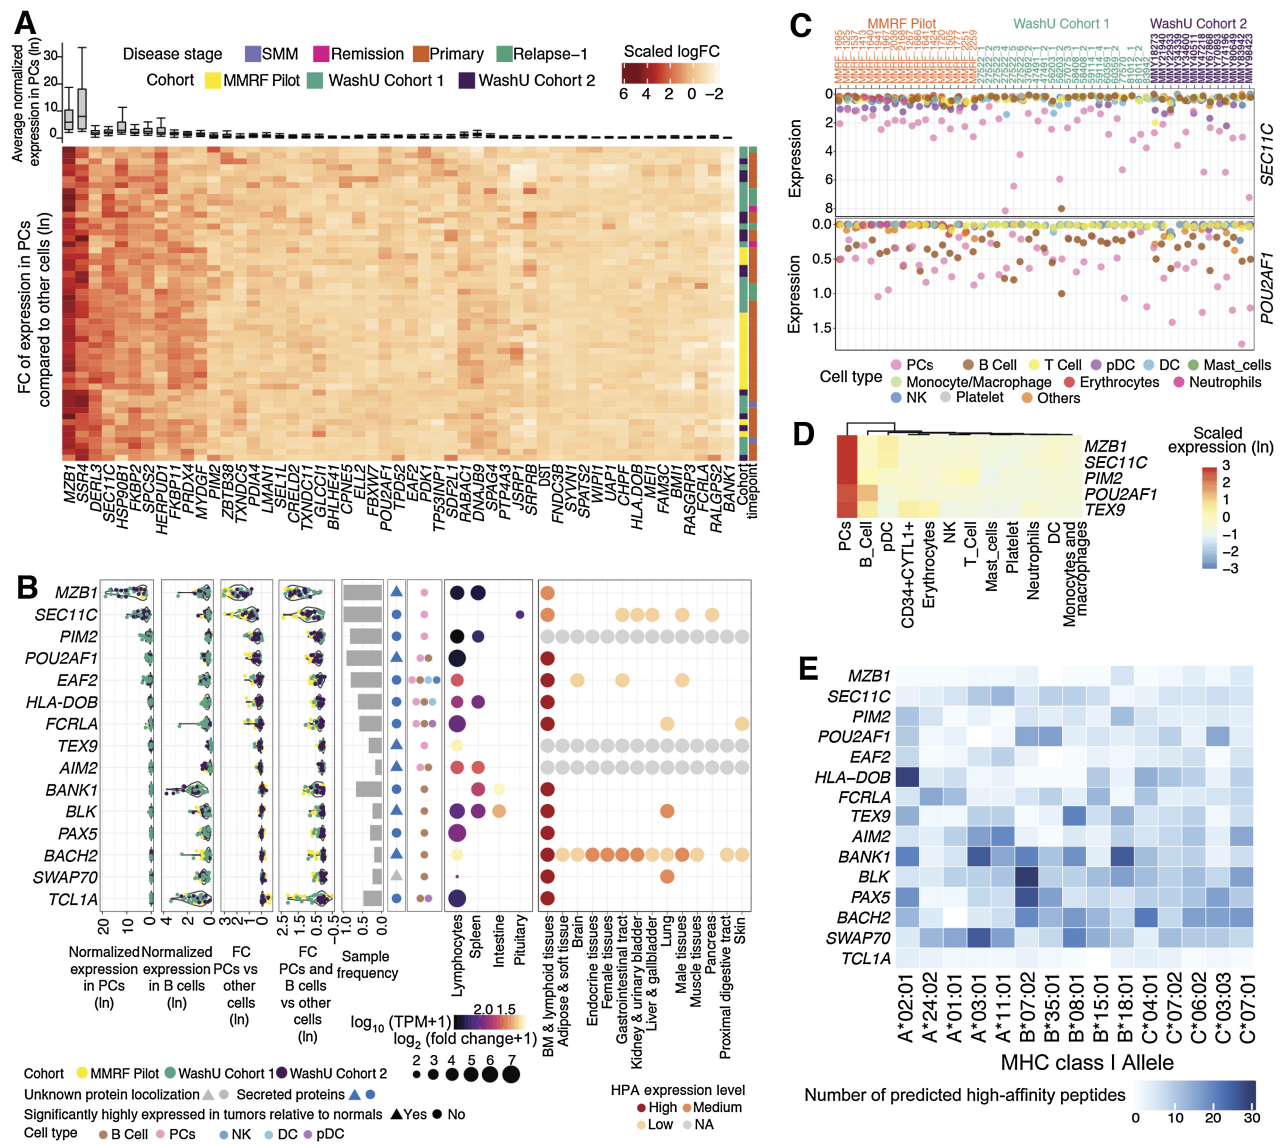 A
Average normalized
expression in PCs (ln)
30
20
10
0
Disease stage
SMM
Remission
Primary
Relapse−1
Cohort
MMRF Pilot
WashU Cohort 1
WashU Cohort 2
Scaled logFC
6 4 2 0 −2
FC of expression in PCs
compared to other cells (ln)
MZB1
SSR4
DERL3
SEC11C
HSP90B1
FKBP2
SPCS2
HERPUD1
FKBP11
PRDX4
MYDGF
PIM2
ZBTB38
TXNDC5
PDIA4
LMAN1
SEL1L
CRELD2
TXNDC11
GLCCI1
BHLHE41
CPNE5
ELL2
FBXW7
POU2AF1
TPD52
EAF2
PDK1
TP53INP1
SDF2L1
RABAC1
DNAJB9
SPAG4
PTP4A3
JSRP1
SRPRB
DST
FNDC3B
SYVN1
SPATS2
WIPI1
UAP1
CHPF
HLA-DOB
MEI1
FAM3C
BMI1
RASGRP3
FCRLA
RALGPS2
BANK1
Cohort
timepoint
B
MZB1
SEC11C
PIM2
POU2AF1
EAF2
HLA-DOB
FCRLA
TEX9
AIM2
BANK1
BLK
PAX5
BACH2
SWAP70
TCL1A
20 10 0
4 2 0
3 2 1 0
2.5 1.5 0.5 −0.5
1.0 0.5 0.0
Normalized
expression
in PCs
(ln)
Normalized
expression
in B cells
(ln)
FC
PCs vs
other
cells
(ln)
FC
PCs and
B cells
vs other
cells
(ln)
Sample
frequency
Lymphocytes
Spleen
Intestine
Pituitary
BM & lymphoid tissues
Adipose & soft tissue
Brain
Endocrine tissues
Female tissues
Gastrointestinal tract
Kidney & urinary bladder
Liver & gallbladder
Lung
Male tissues
Muscle tissues
Pancreas
Proximal digestive tract
Skin
log10 (TPM+1)
2.0 1.5
log2 (fold change+1)
2 3 4 5 6 7
Cohort
MMRF Pilot
WashU Cohort 1
WashU Cohort 2
Unknown protein localization
Secreted proteins
Significantly highly expressed in tumors relative to normals
Yes
No
Cell type
B Cell
PCs
NK
DC
pDC
HPA expression level
High
Medium
Low
NA
C
MMRF Pilot
WashU Cohort 1
WashU Cohort 2
0
2
4
6
8
Expression
SEC11C
0.0
0.5
1.0
1.5
Expression
POU2AF1
Cell type
PCs
B Cell
T Cell
pDC
DC
Mast_cells
Monocyte/Macrophage
Erythrocytes
Neutrophils
NK
Platelet
Others
D
MZB1
SEC11C
PIM2
POU2AF1
TEX9
PCs
B_Cell
pDC
CD34+CYTL1+
Erythrocytes
NK
T_Cell
Mast_cells
Platelet
Neutrophils
DC
Monocytes and
macrophages
Scaled
expression (ln)
3
2
1
0
−1
−2
−3
E
MZB1
SEC11C
PIM2
POU2AF1
EAF2
HLA−DOB
FCRLA
TEX9
AIM2
BANK1
BLK
PAX5
BACH2
SWAP70
TCL1A
A*02:01
A*24:02
A*01:01
A*03:01
A*11:01
B*07:02
B*35:01
B*08:01
B*15:01
B*18:01
C*04:01
C*07:02
C*06:02
C*03:03
C*07:01
MHC class I Allele
Number of predicted high-affinity peptides
0 10 20 30